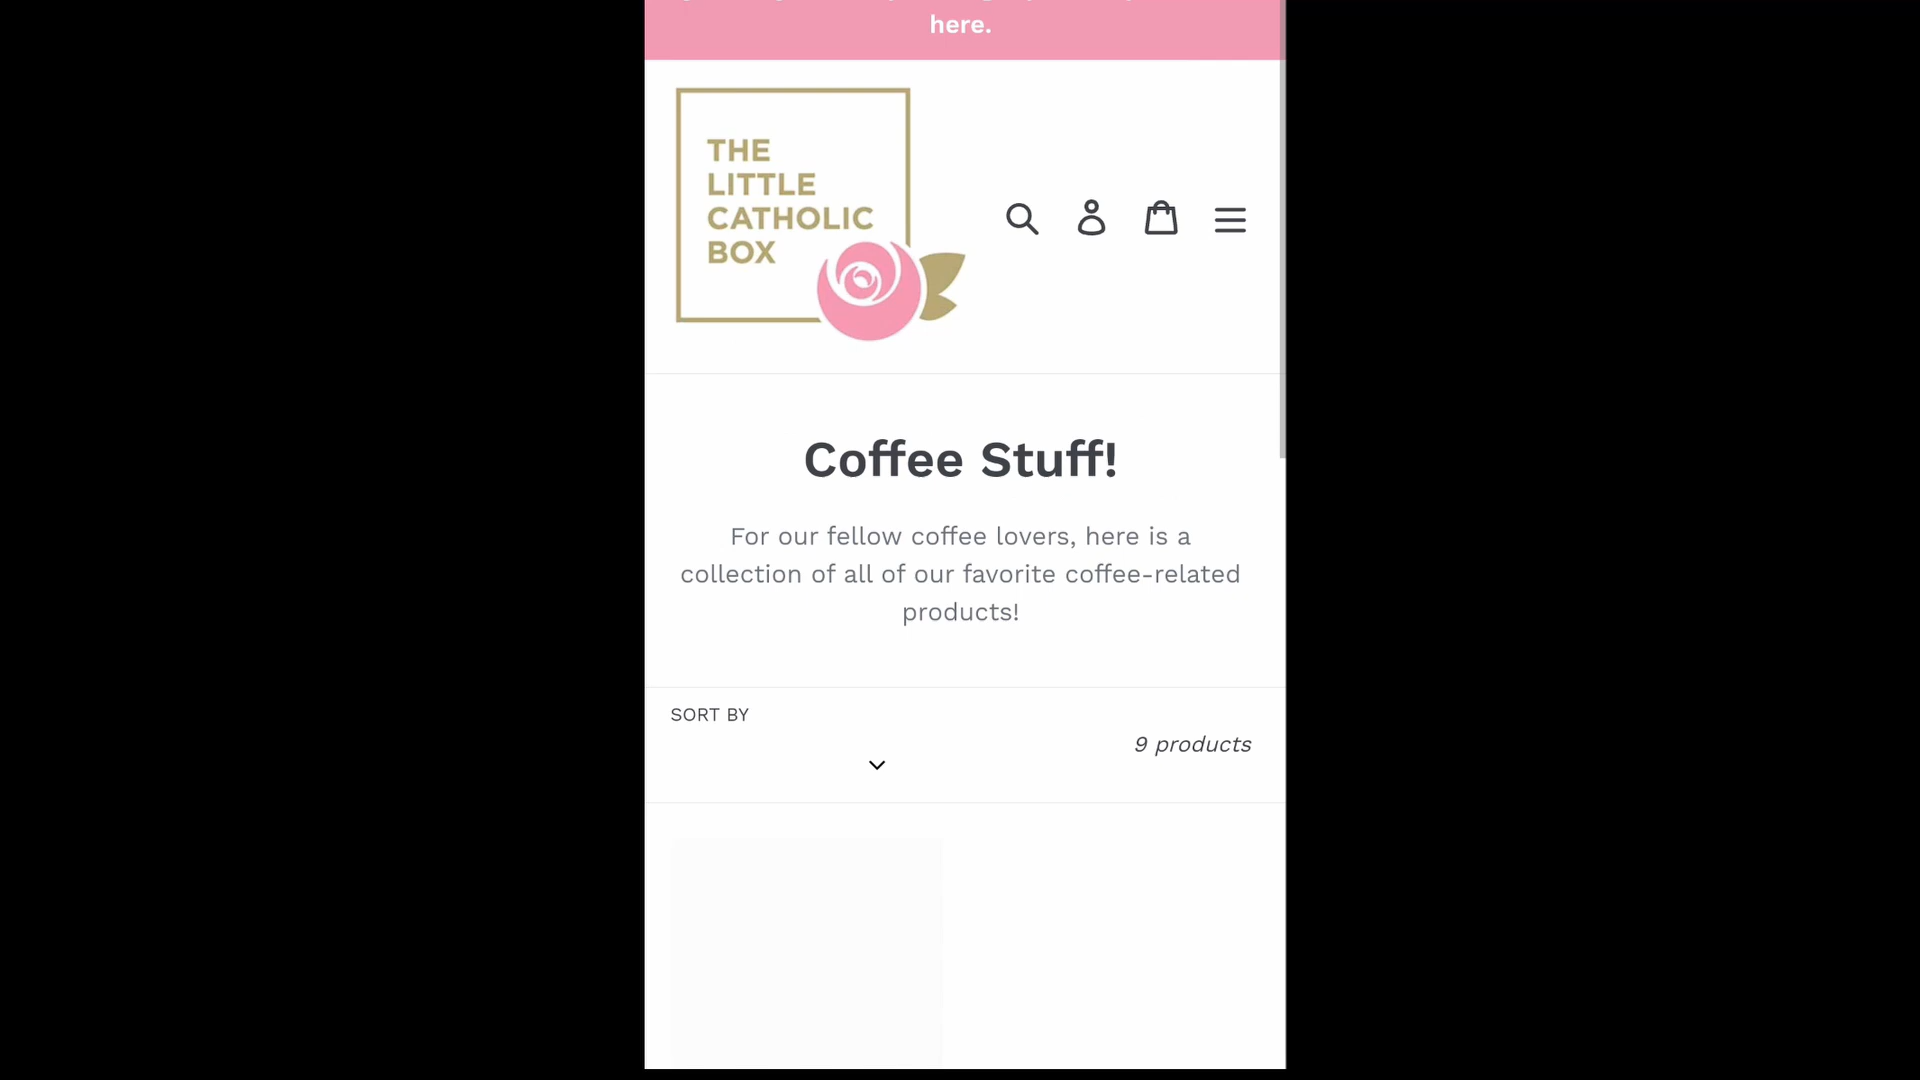 here.
THE
LITTLE
CATHOLIC
BOX
Coffee Stuff!
For our fellow coffee lovers, here is a
collection of all of our favorite coffee-related
products!
SORT BY
9 products